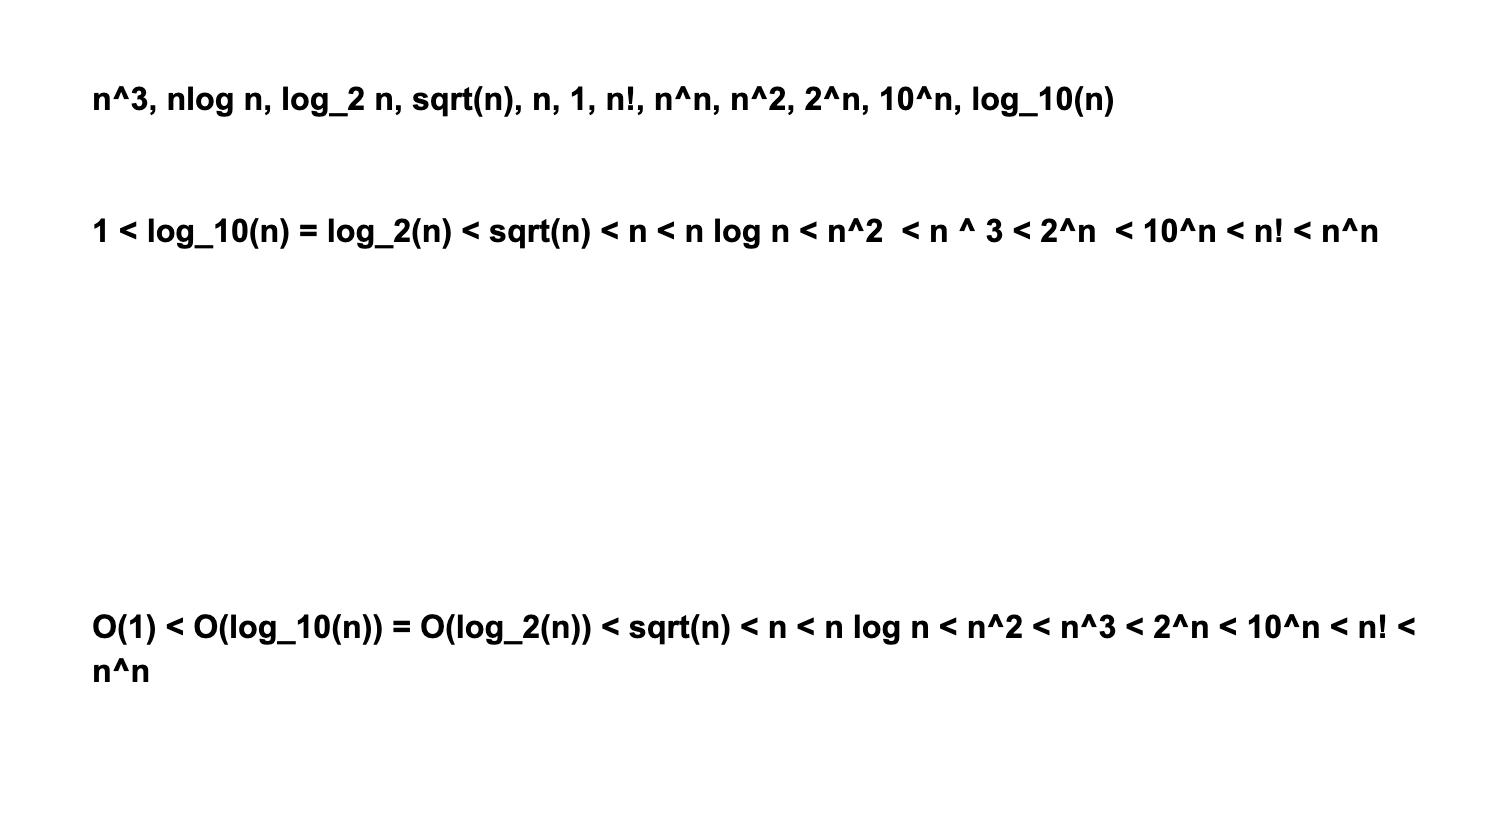 n^3, nlog n, log_2 n, sqrt(n), n, 1, n!, n^n, n^2, 2^n, 10^n, log_10(n)
1 < log_10(n) = log_2(n) < sqrt(n) < n < n log n < n^2  < n ^ 3 < 2^n  < 10^n < n! < n^n
O(1) < O(log_10(n)) = O(log_2(n)) < sqrt(n) < n < n log n < n^2 < n^3 < 2^n < 10^n < n! <
n^n